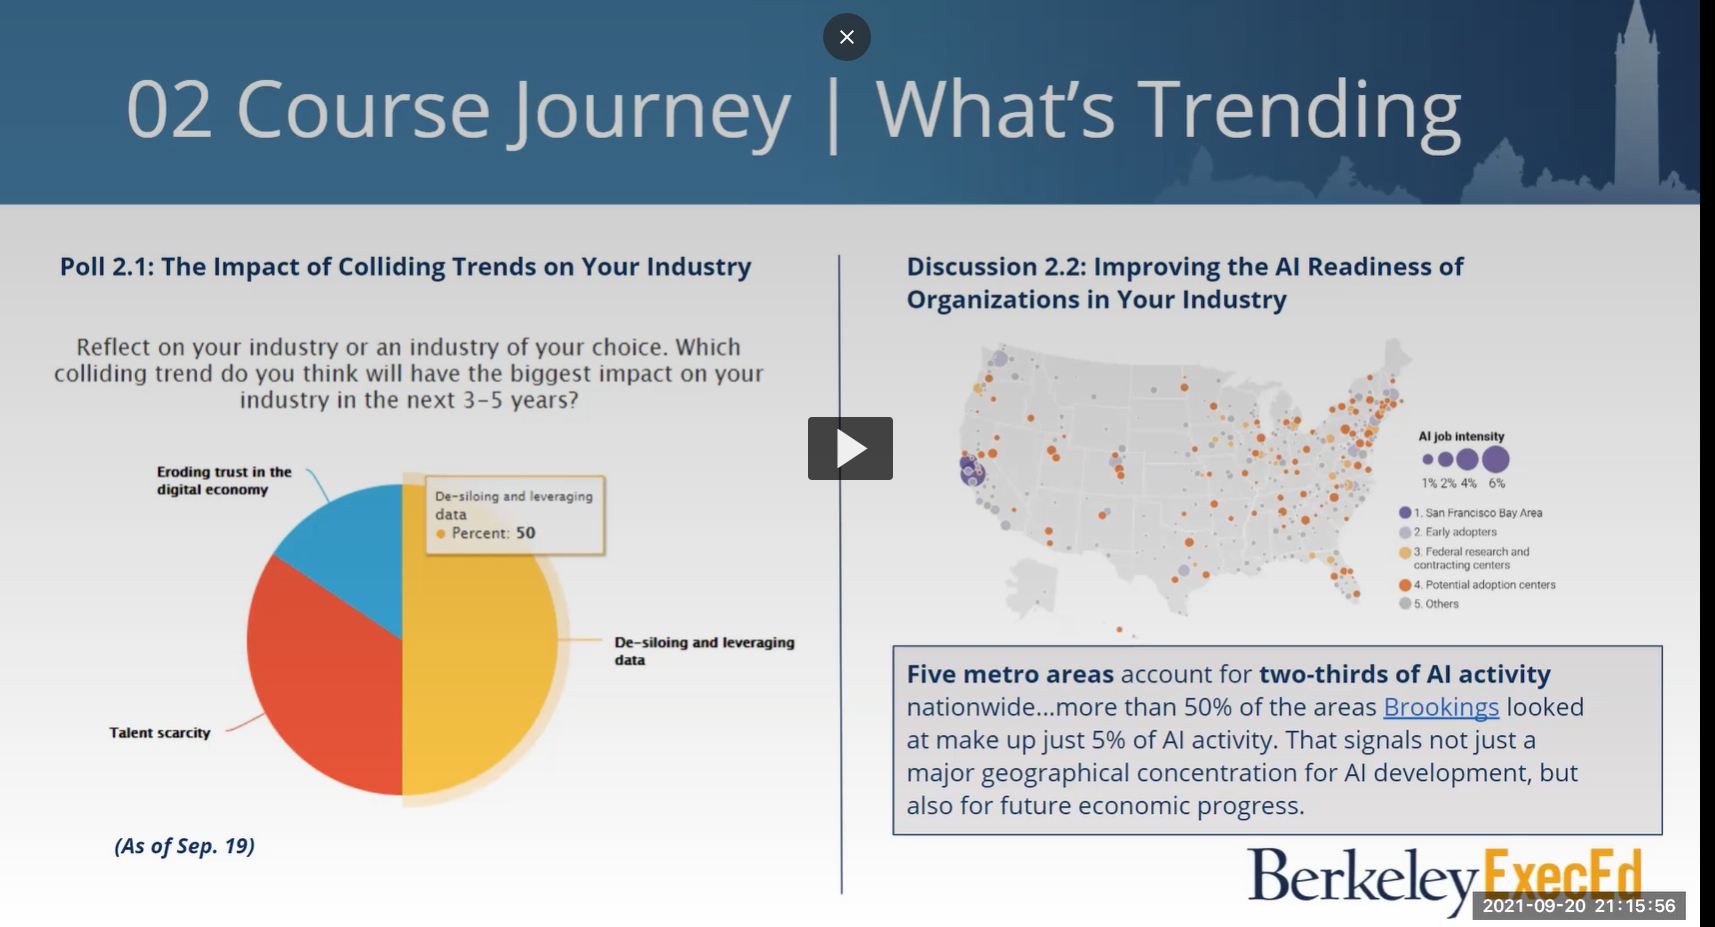 02 Course Journey | What's Trending
Poll 2.1: The Impact of Colliding Trends on Your Industry
Reflect on your industry or an industry of your choice. Which
colliding trend do you think will have the biggest impact on your
industry in the next 3-5 years?
Eroding trust in the
digital economy
De-siloing and leveraging
data
Percent: 50
De-siloing and leveraging
data
Talent scarcity
(As of Sep. 19)
Discussion 2.2: Improving the AI Readiness of
Organizations in Your Industry
AI job intensity
1% 2% 4% 6%
1. San Francisco Bay Area
2. Early adopters
3. Federal research and
contracting centers
4. Potential adoption centers
5. Others
Five metro areas account for two-thirds of AI activity
nationwide...more than 50% of the areas Brookings looked
at make up just 5% of AI activity. That signals not just a
major geographical concentration for AI development, but
also for future economic progress.
Berkeley ExecEd
2021-09-20 21:15:56